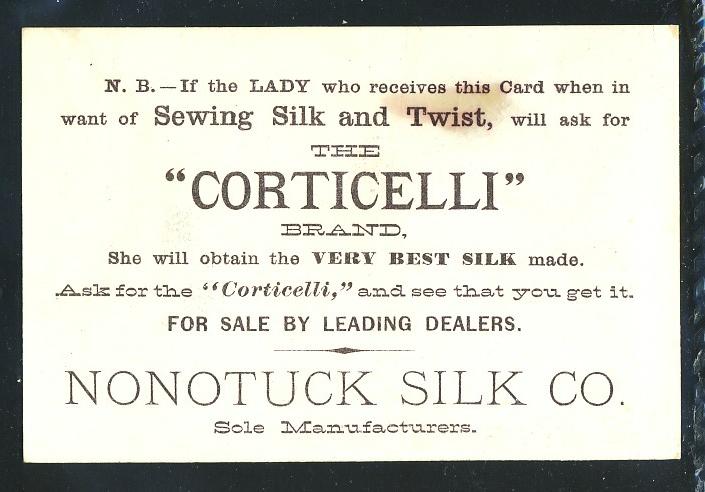 N. B.—If the LADY who receives this Card when in
want of Sewing Silk and Twist, will ask for
THE
“CORTICELLI”
BRAND,
She will obtain the VERY BEST SILK made.
Ask for the “Corticelli,” and see that you get it.
FOR SALE BY LEADING DEALERS.
NONOTUCK SILK CO.
Sole Manufacturers.